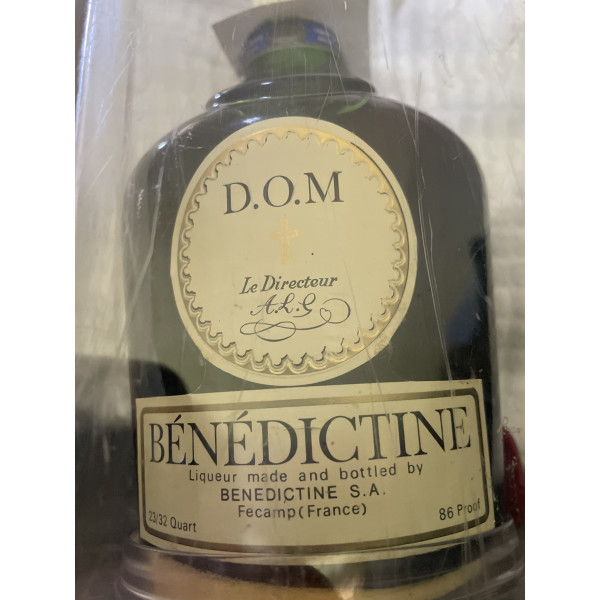 D.O.M
Le Directeur
A.L.G
BÉNÉDICTINE
Liqueur made and bottled by
BENEDICTINE S.A.
Fecamp (France)
23/32 Quart 86 Proof